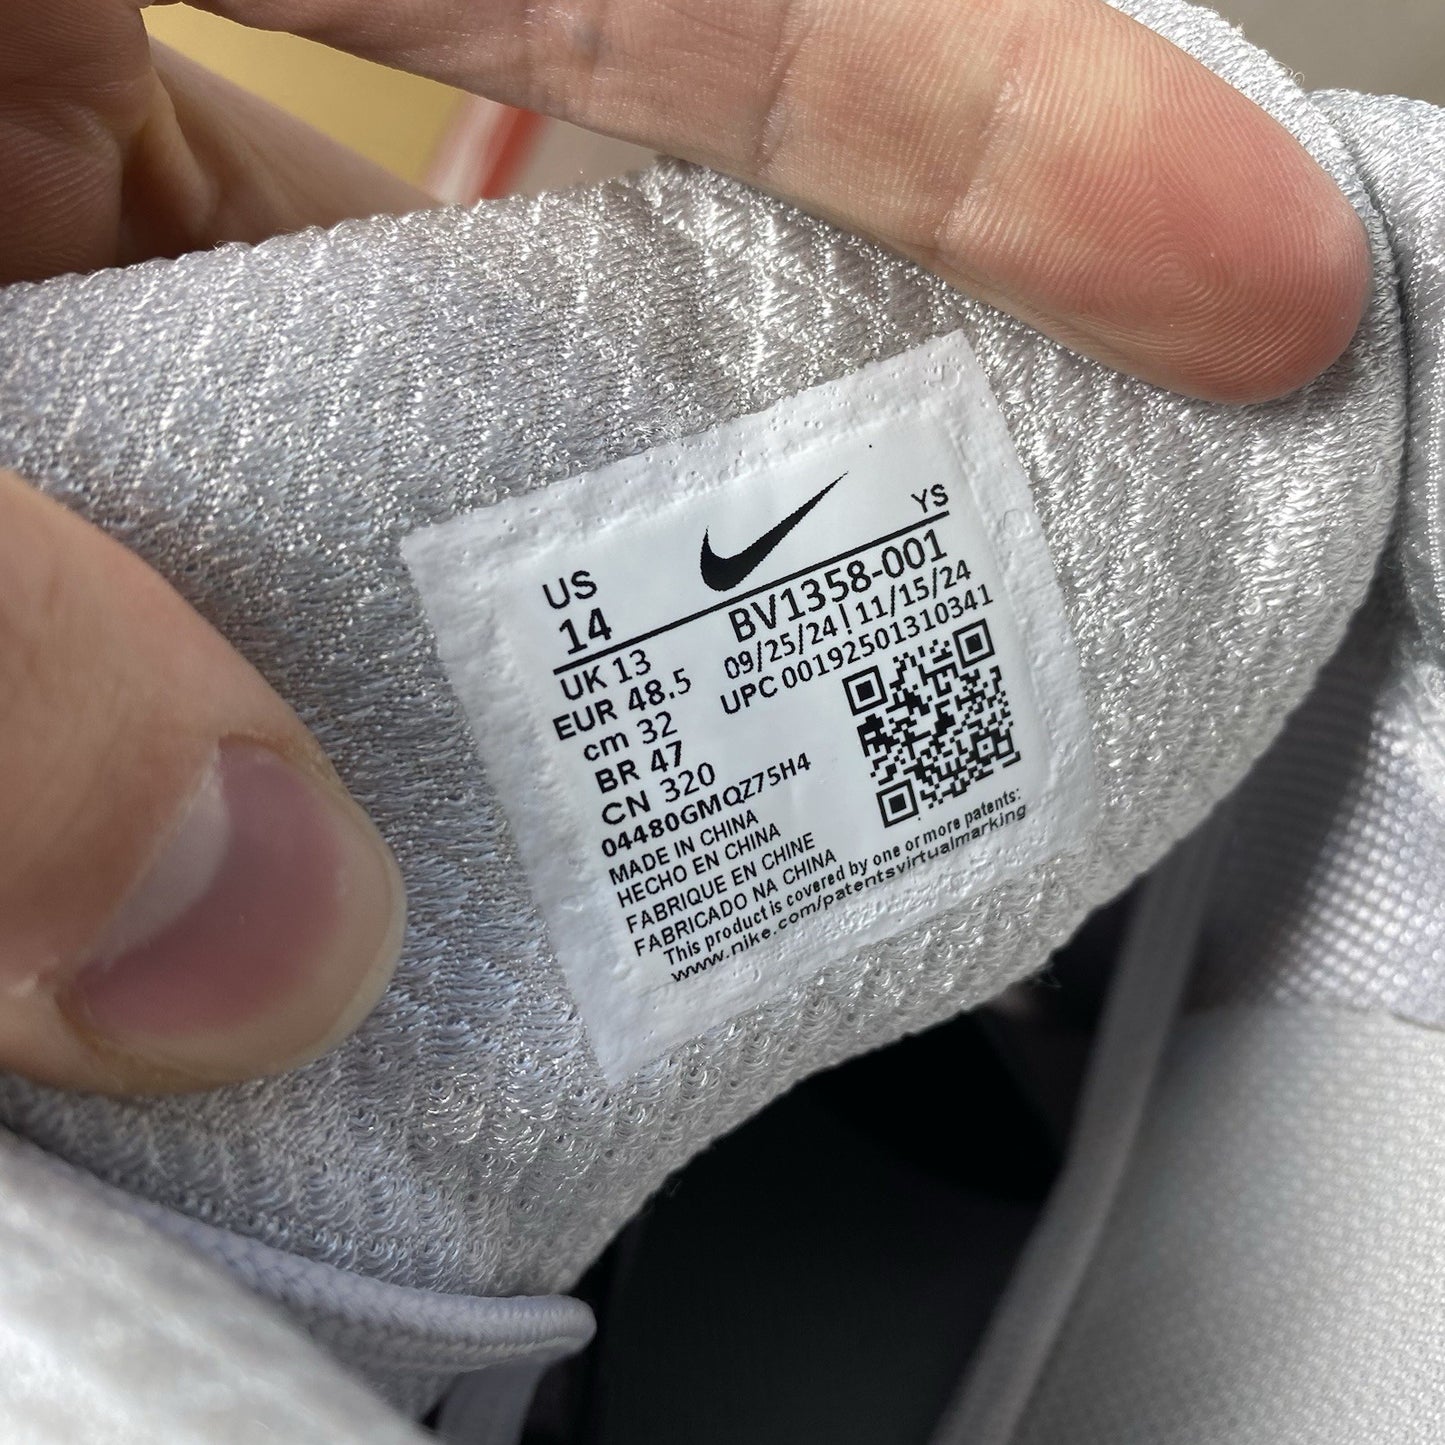 YS
US
14
BV1358-001
UK 13
09/25/24 | 11/15/24
EUR 48.5
UPC 00192501310341
cm 32
BR 47
CN 320
04480GMQZ75H4
MADE IN CHINA
HECHO EN CHINA
FABRIQUE EN CHINE
FABRICADO NA CHINA
This product is covered by one or more patents:
www.nike.com/patentsvirtualmarking